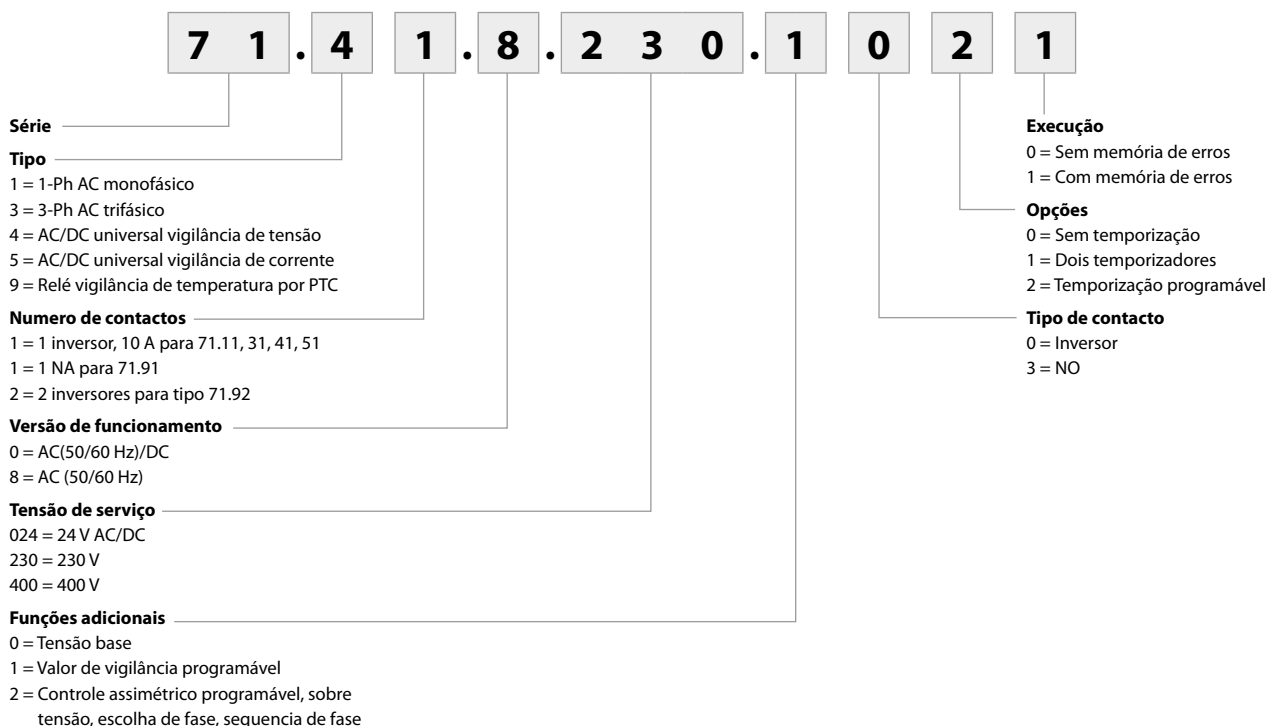 7 1 . 4 1 . 8 . 2 3 0 . 1 0 2 1
Série
Tipo
1 = 1-Ph AC monofásico
3 = 3-Ph AC trifásico
4 = AC/DC universal vigilância de tensão
5 = AC/DC universal vigilância de corrente
9 = Relé vigilância de temperatura por PTC
Numero de contactos
1 = 1 inversor, 10 A para 71.11, 31, 41, 51
1 = 1 NA para 71.91
2 = 2 inversores para tipo 71.92
Versão de funcionamento
0 = AC(50/60 Hz)/DC
8 = AC (50/60 Hz)
Tensão de serviço
024 = 24 V AC/DC
230 = 230 V
400 = 400 V
Funções adicionais
0 = Tensão base
1 = Valor de vigilância programável
2 = Controle assimétrico programável, sobre
tensão, escolha de fase, sequencia de fase
Execução
0 = Sem memória de erros
1 = Com memória de erros
Opções
0 = Sem temporização
1 = Dois temporizadores
2 = Temporização programável
Tipo de contacto
0 = Inversor
3 = NO